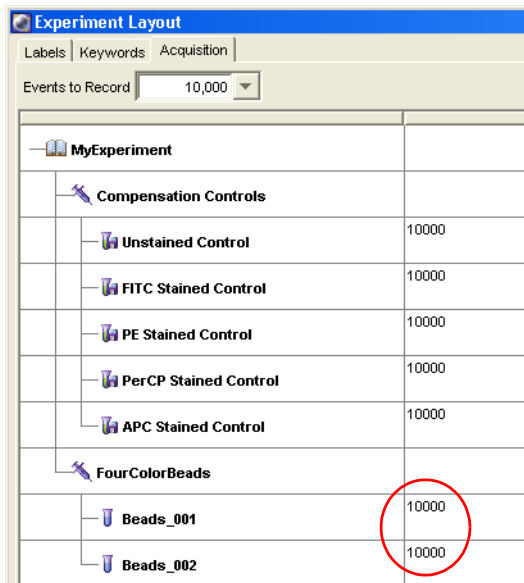 Experiment Layout
Labels Keywords Acquisition
Events to Record 10,000
MyExperiment
Compensation Controls
Unstained Control 10000
FITC Stained Control 10000
PE Stained Control 10000
PerCP Stained Control 10000
APC Stained Control 10000
FourColorBeads
Beads_001 10000
Beads_002 10000